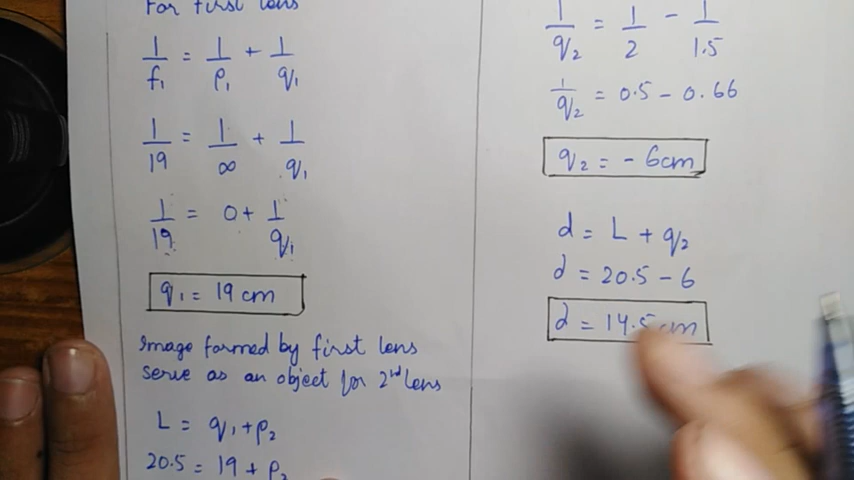 For first lens
1/f₁ = 1/p₁ + 1/q₁
1/19 = 1/∞ + 1/q₁
1/19 = 0 + 1/q₁
q₁ = 19 cm
Image formed by first lens
serve as an object for 2nd lens
L = q₁ + p₂
20.5 = 19 + p₂
1/q₂ = 1/2 - 1/1.5
1/q₂ = 0.5 - 0.66
q₂ = - 6cm
d = L + q₂
d = 20.5 - 6
d = 14.5 cm